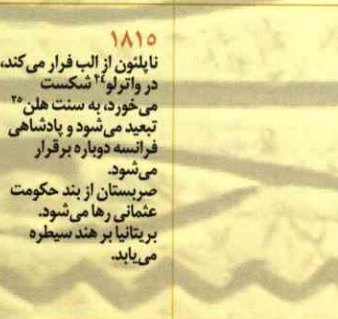 ۱۸۱۵
ناپلئون از الب فرار می‌کند،
در واترلو۲۴ شکست
می‌خورد، به سنت هلن۲۵
تبعید می‌شود و پادشاهی
فرانسه دوباره برقرار
می‌شود.
صربستان از بند حکومت
عثمانی رها می‌شود.
بریتانیا بر هند سیطره
می‌یابد.